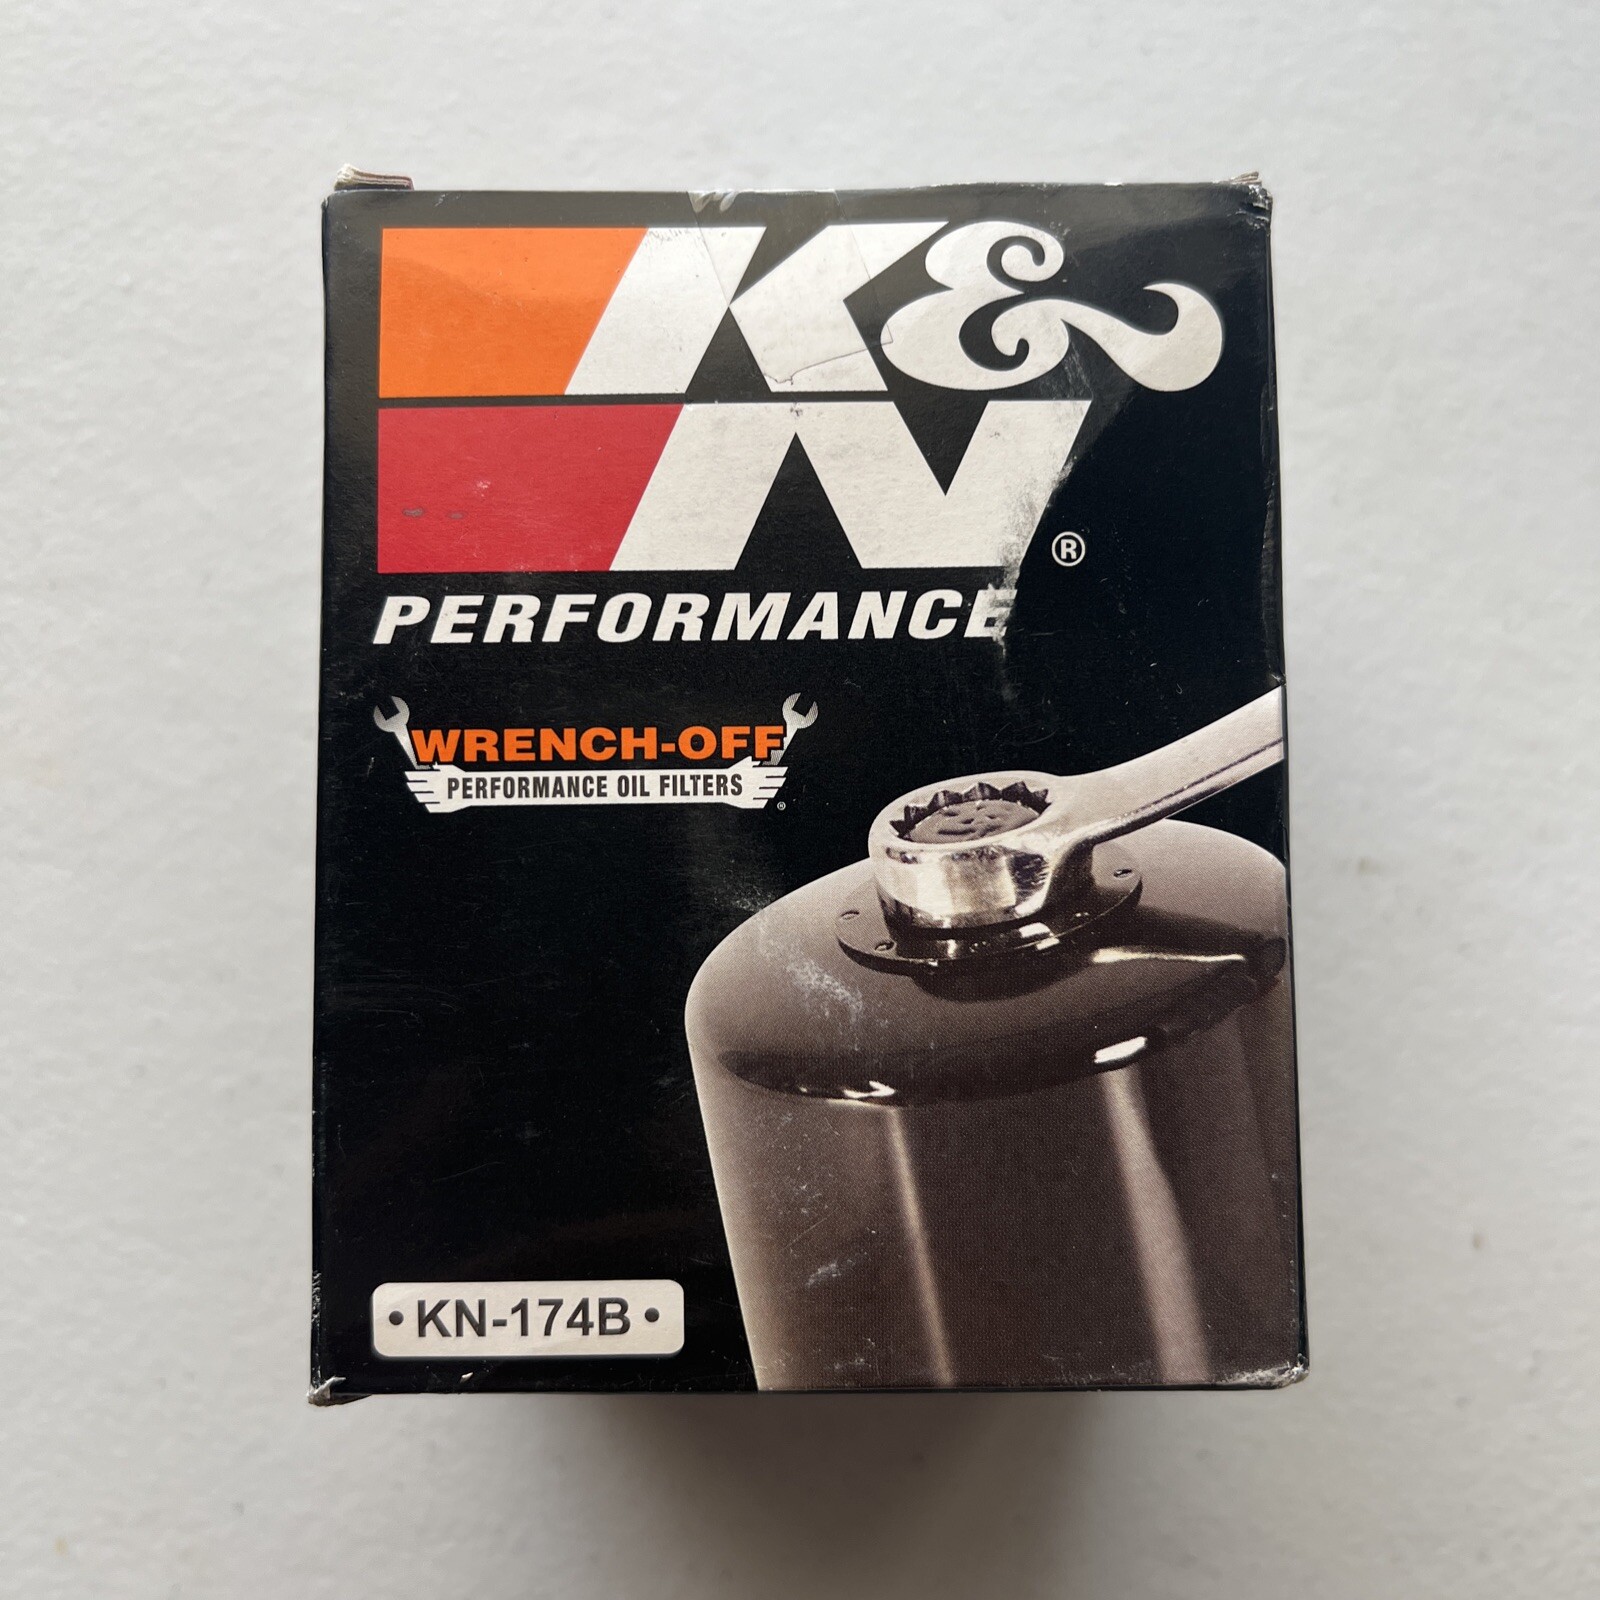 K&
N®
PERFORMANCE
WRENCH-OFF
PERFORMANCE OIL FILTERS®
• KN-174B •